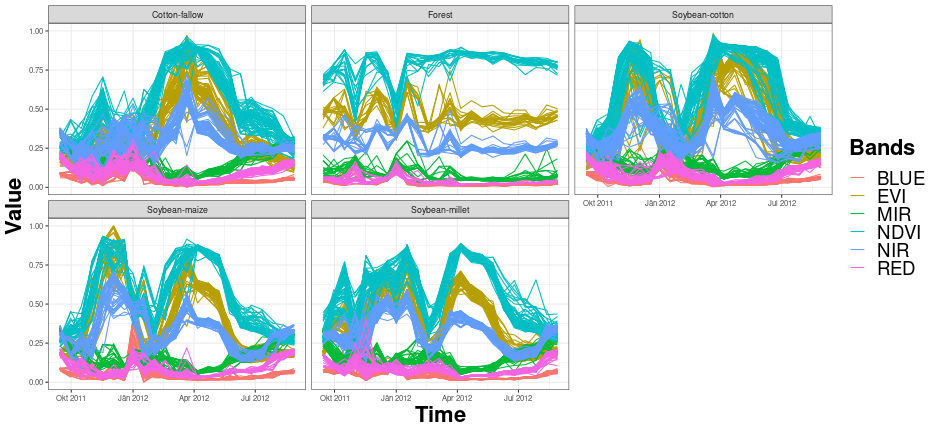 Cotton-fallow
Forest
Soybean-cotton
1.00
0.75
0.50
0.25
0.00
Okt 2011
Jän 2012
Apr 2012
Jul 2012
Soybean-maize
Soybean-millet
1.00
0.75
0.50
0.25
0.00
Okt 2011
Jän 2012
Apr 2012
Jul 2012
Okt 2011
Jän 2012
Apr 2012
Jul 2012
Value
Time
Bands
BLUE
EVI
MIR
NDVI
NIR
RED